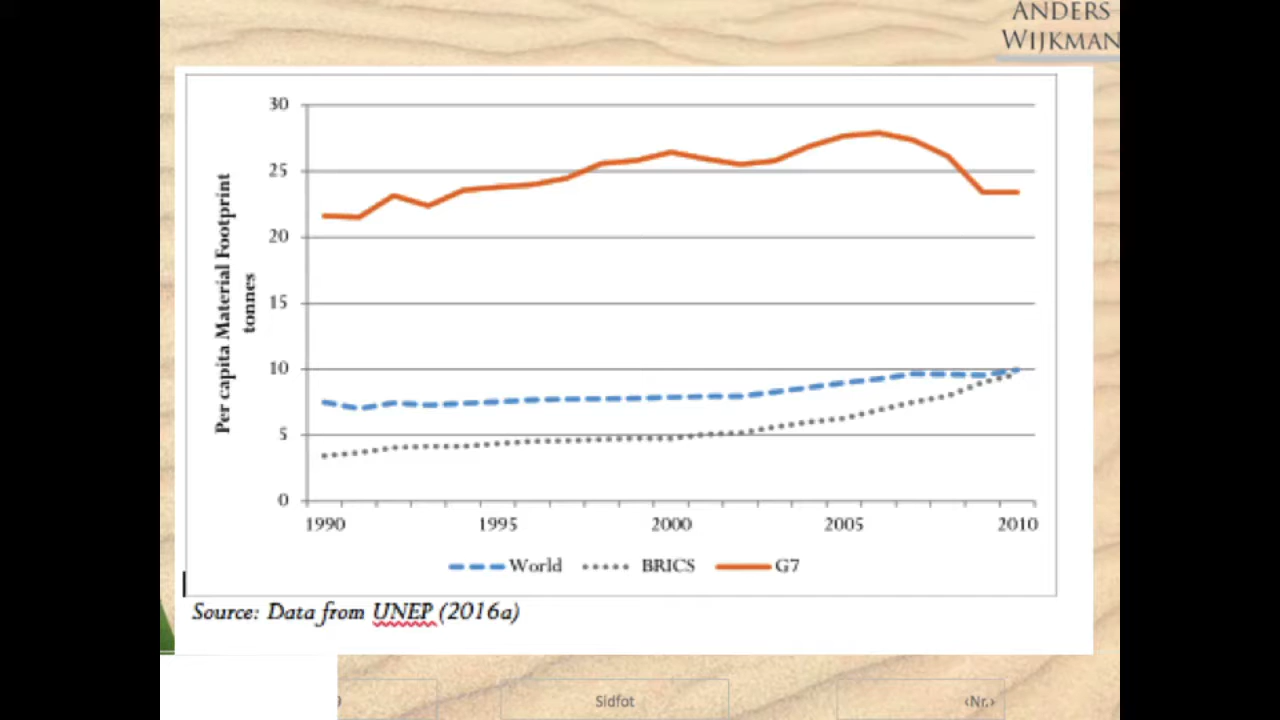 ANDERS
WIJKMAN
Per capita Material Footprint
tonnes
30
25
20
15
10
5
0
1990 1995 2000 2005 2010
World BRICS G7
Source: Data from UNEP (2016a)
9 Sidfot ‹Nr.›